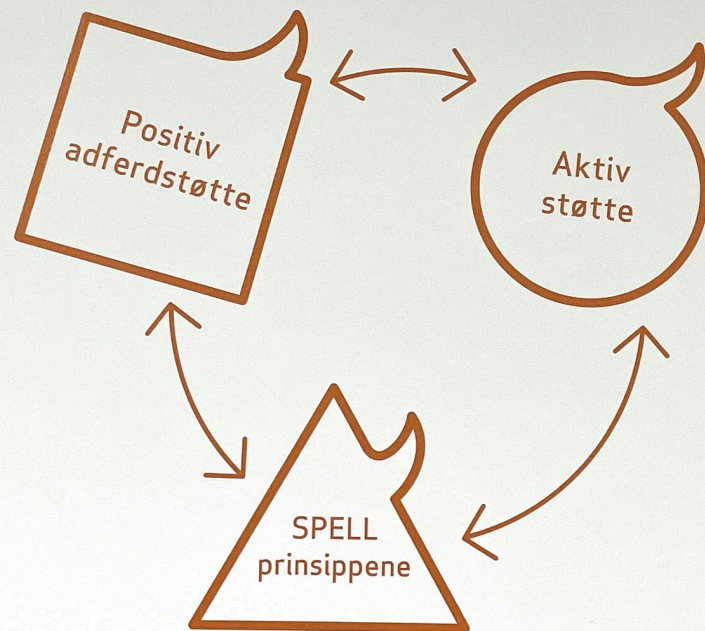 Positiv
adferdstøtte
Aktiv
støtte
SPELL
prinsippene